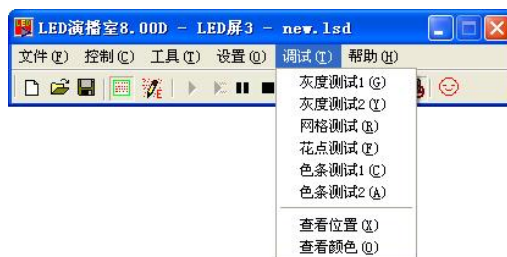 LED演播室8.00D - LED屏3 - new.lsd
文件(F) 控制(C) 工具(T) 设置(O) 调试(T) 帮助(H)
灰度测试1(G)
灰度测试2(Y)
网格测试(R)
花点测试(F)
色条测试1(C)
色条测试2(A)
查看位置(X)
查看颜色(O)